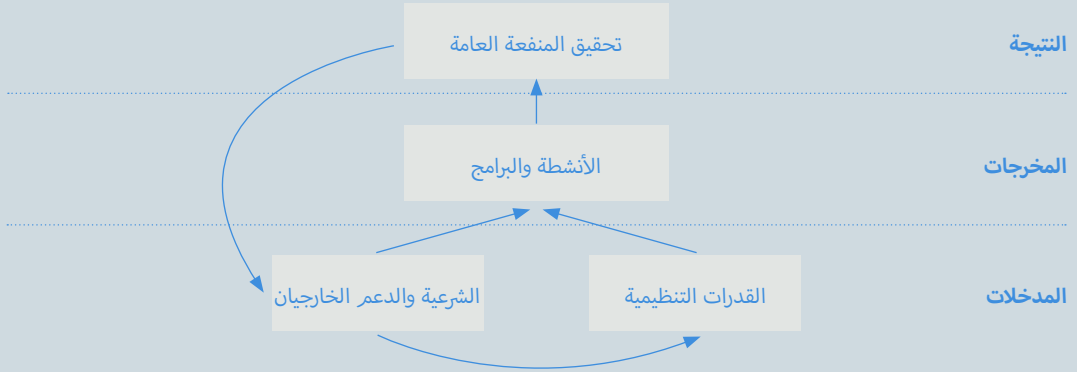 النتيجة
تحقيق المنفعة العامة
المخرجات
الأنشطة والبرامج
المدخلات
القدرات التنظيمية
الشرعية والدعم الخارجيان